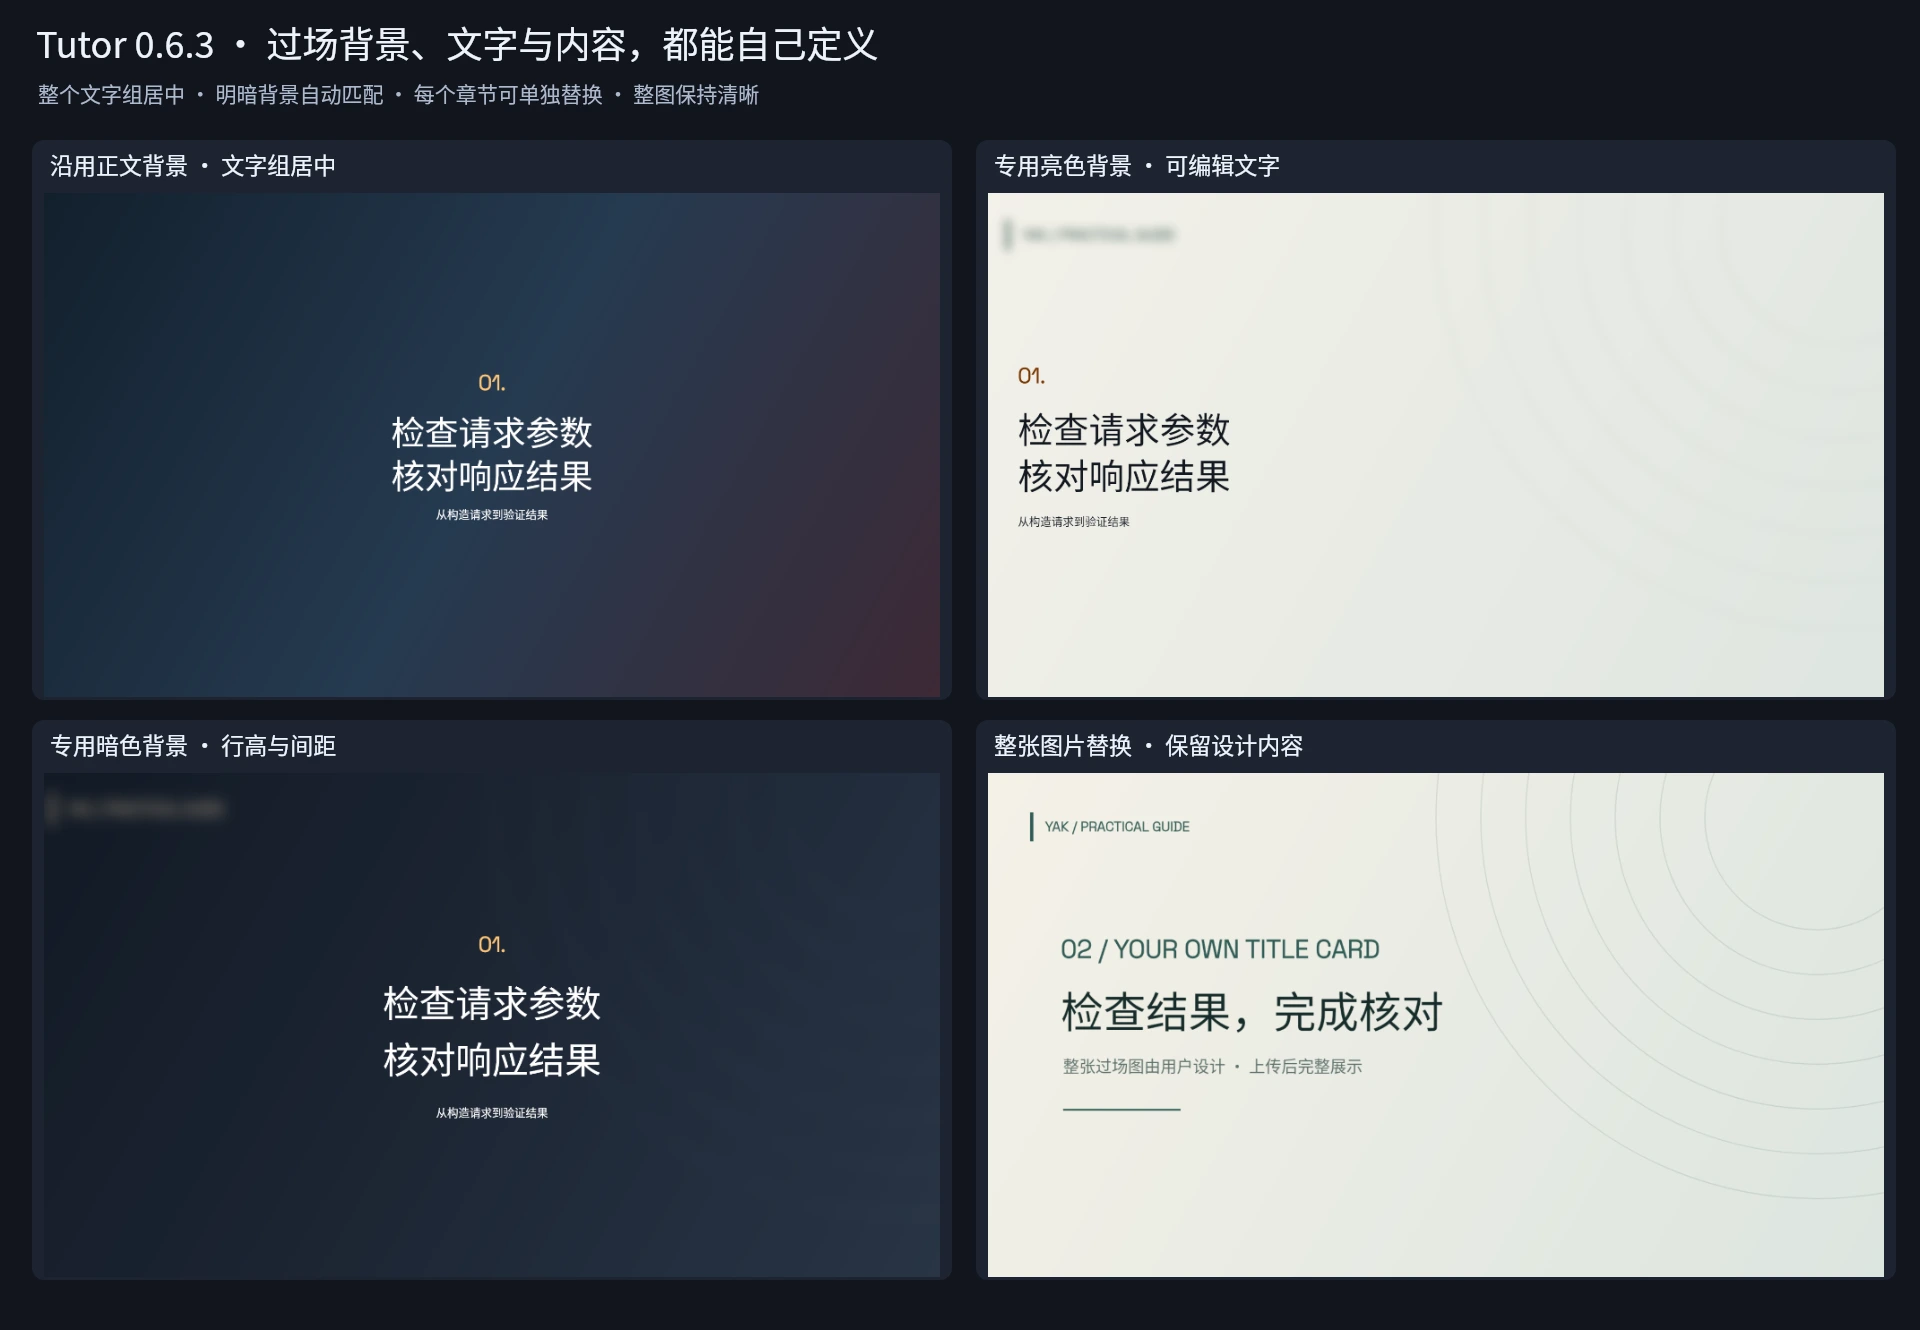 Tutor 0.6.3 • 过场背景、文字与内容，都能自己定义
整个文字组居中 • 明暗背景自动匹配 • 每个章节可单独替换 • 整图保持清晰
沿用正文背景 • 文字组居中
01.
检查请求参数
核对响应结果
从构造请求到验证结果
专用亮色背景 • 可编辑文字
01.
检查请求参数
核对响应结果
从构造请求到验证结果
专用暗色背景 • 行高与间距
01.
检查请求参数
核对响应结果
从构造请求到验证结果
整张图片替换 • 保留设计内容
YAK / PRACTICAL GUIDE
02 / YOUR OWN TITLE CARD
检查结果，完成核对
整张过场图由用户设计 • 上传后完整展示